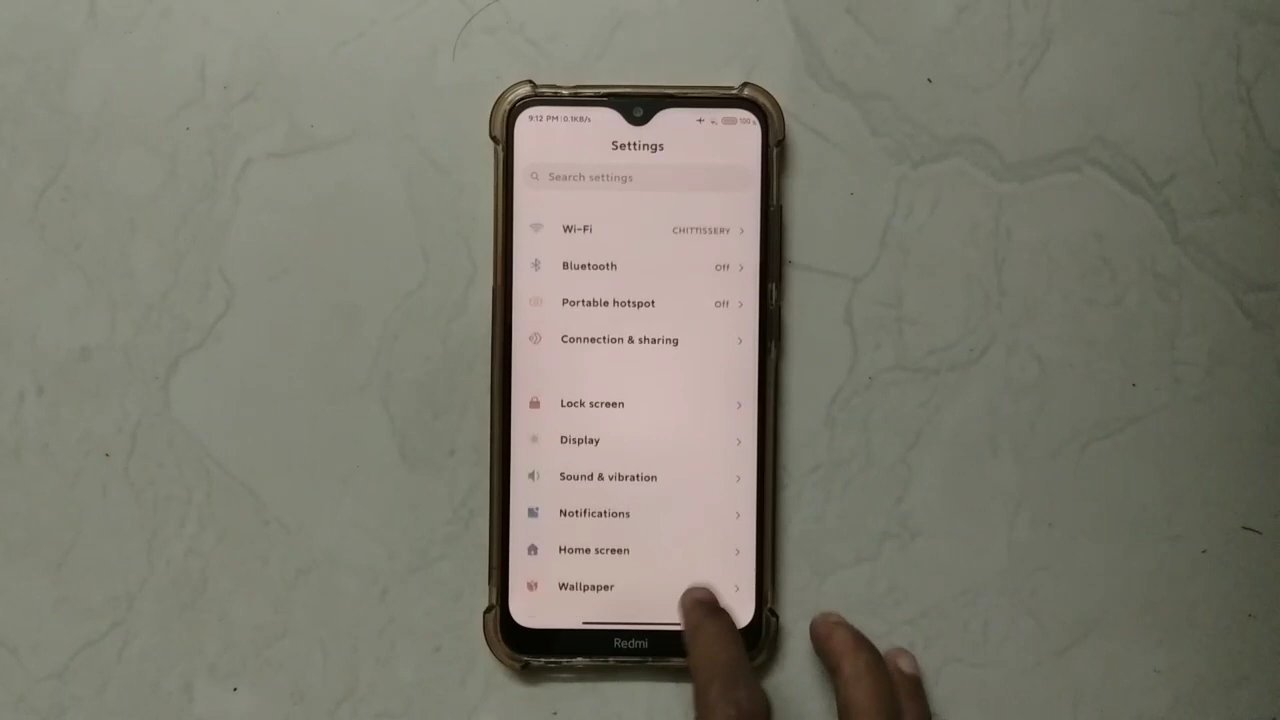 9:12 PM | 0.1KB/s 100
Settings
Search settings
Wi-Fi CHITTISSERY
Bluetooth Off
Portable hotspot Off
Connection & sharing
Lock screen
Display
Sound & vibration
Notifications
Home screen
Wallpaper
Redmi